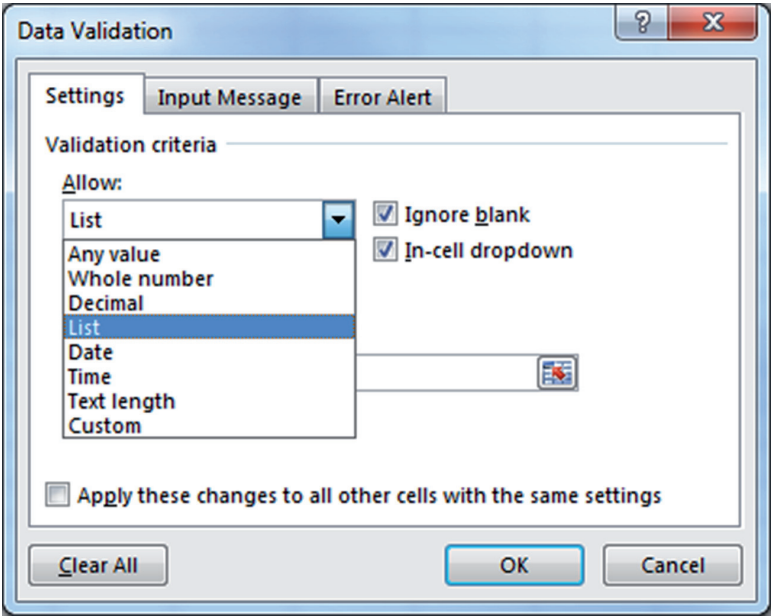 Data Validation
?
X
Settings
Input Message
Error Alert
Validation criteria
Allow:
List
Ignore blank
In-cell dropdown
Any value
Whole number
Decimal
List
Date
Time
Text length
Custom
Apply these changes to all other cells with the same settings
Clear All
OK
Cancel